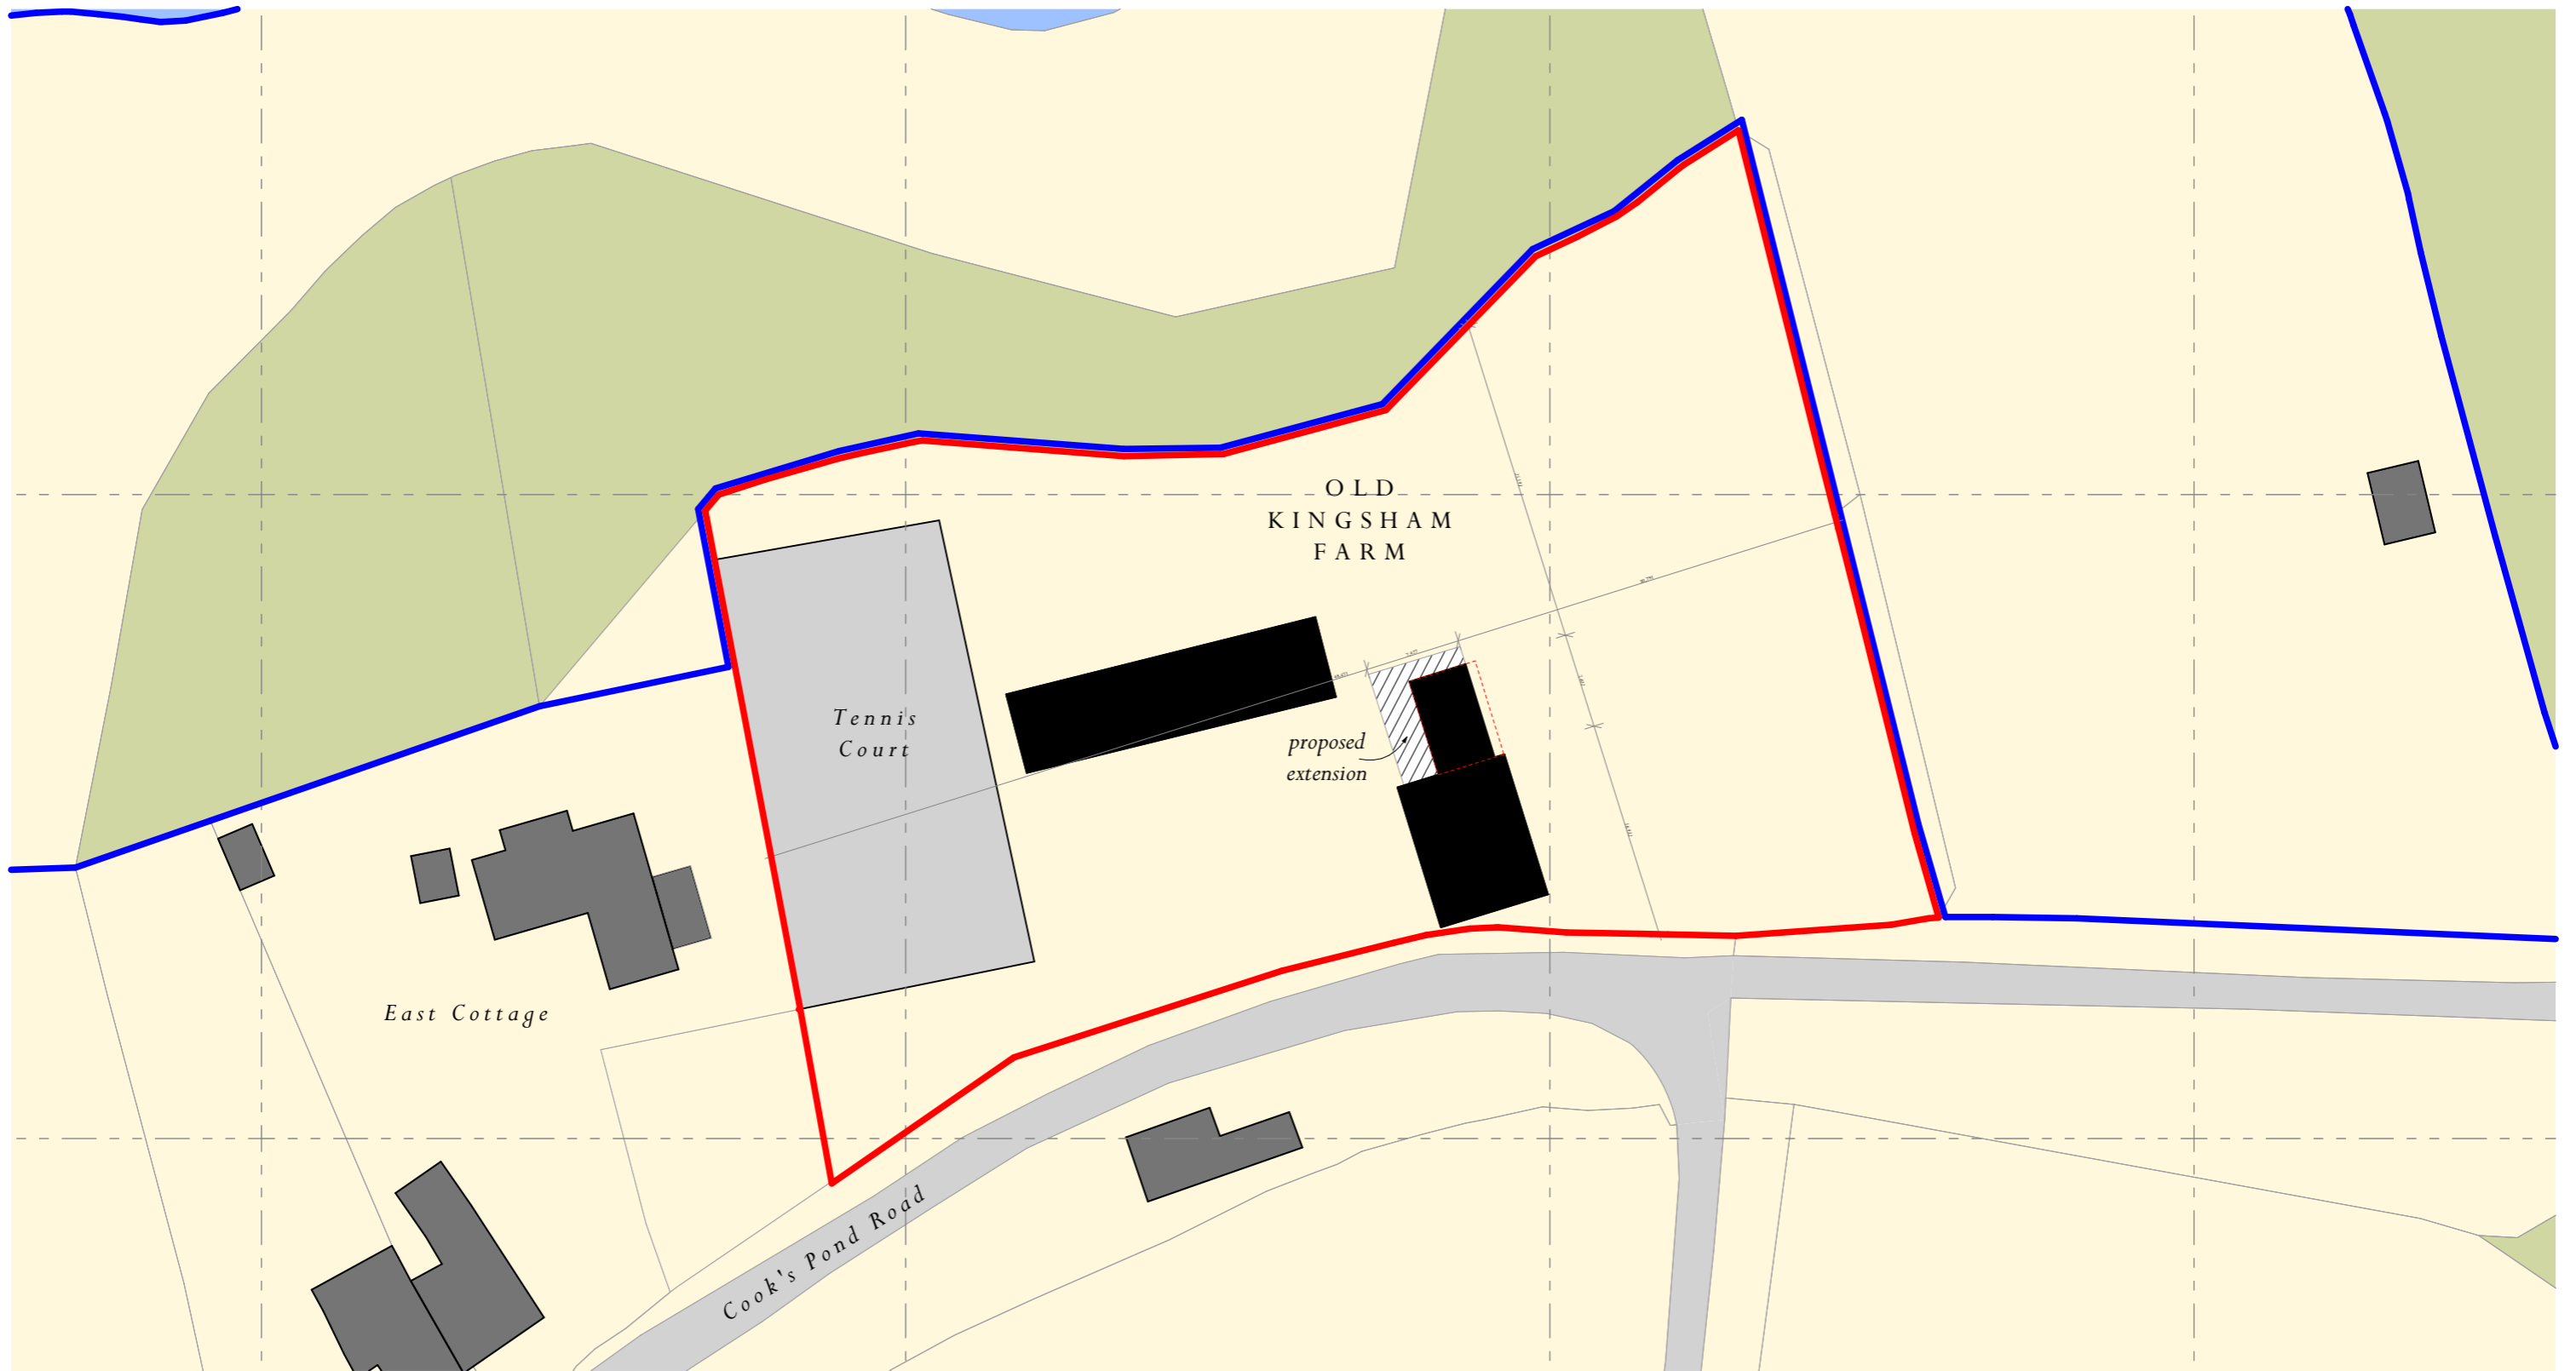 OLD
KINGSHAM
FARM
Tennis
Court
proposed
extension
East Cottage
Cook's Pond Road